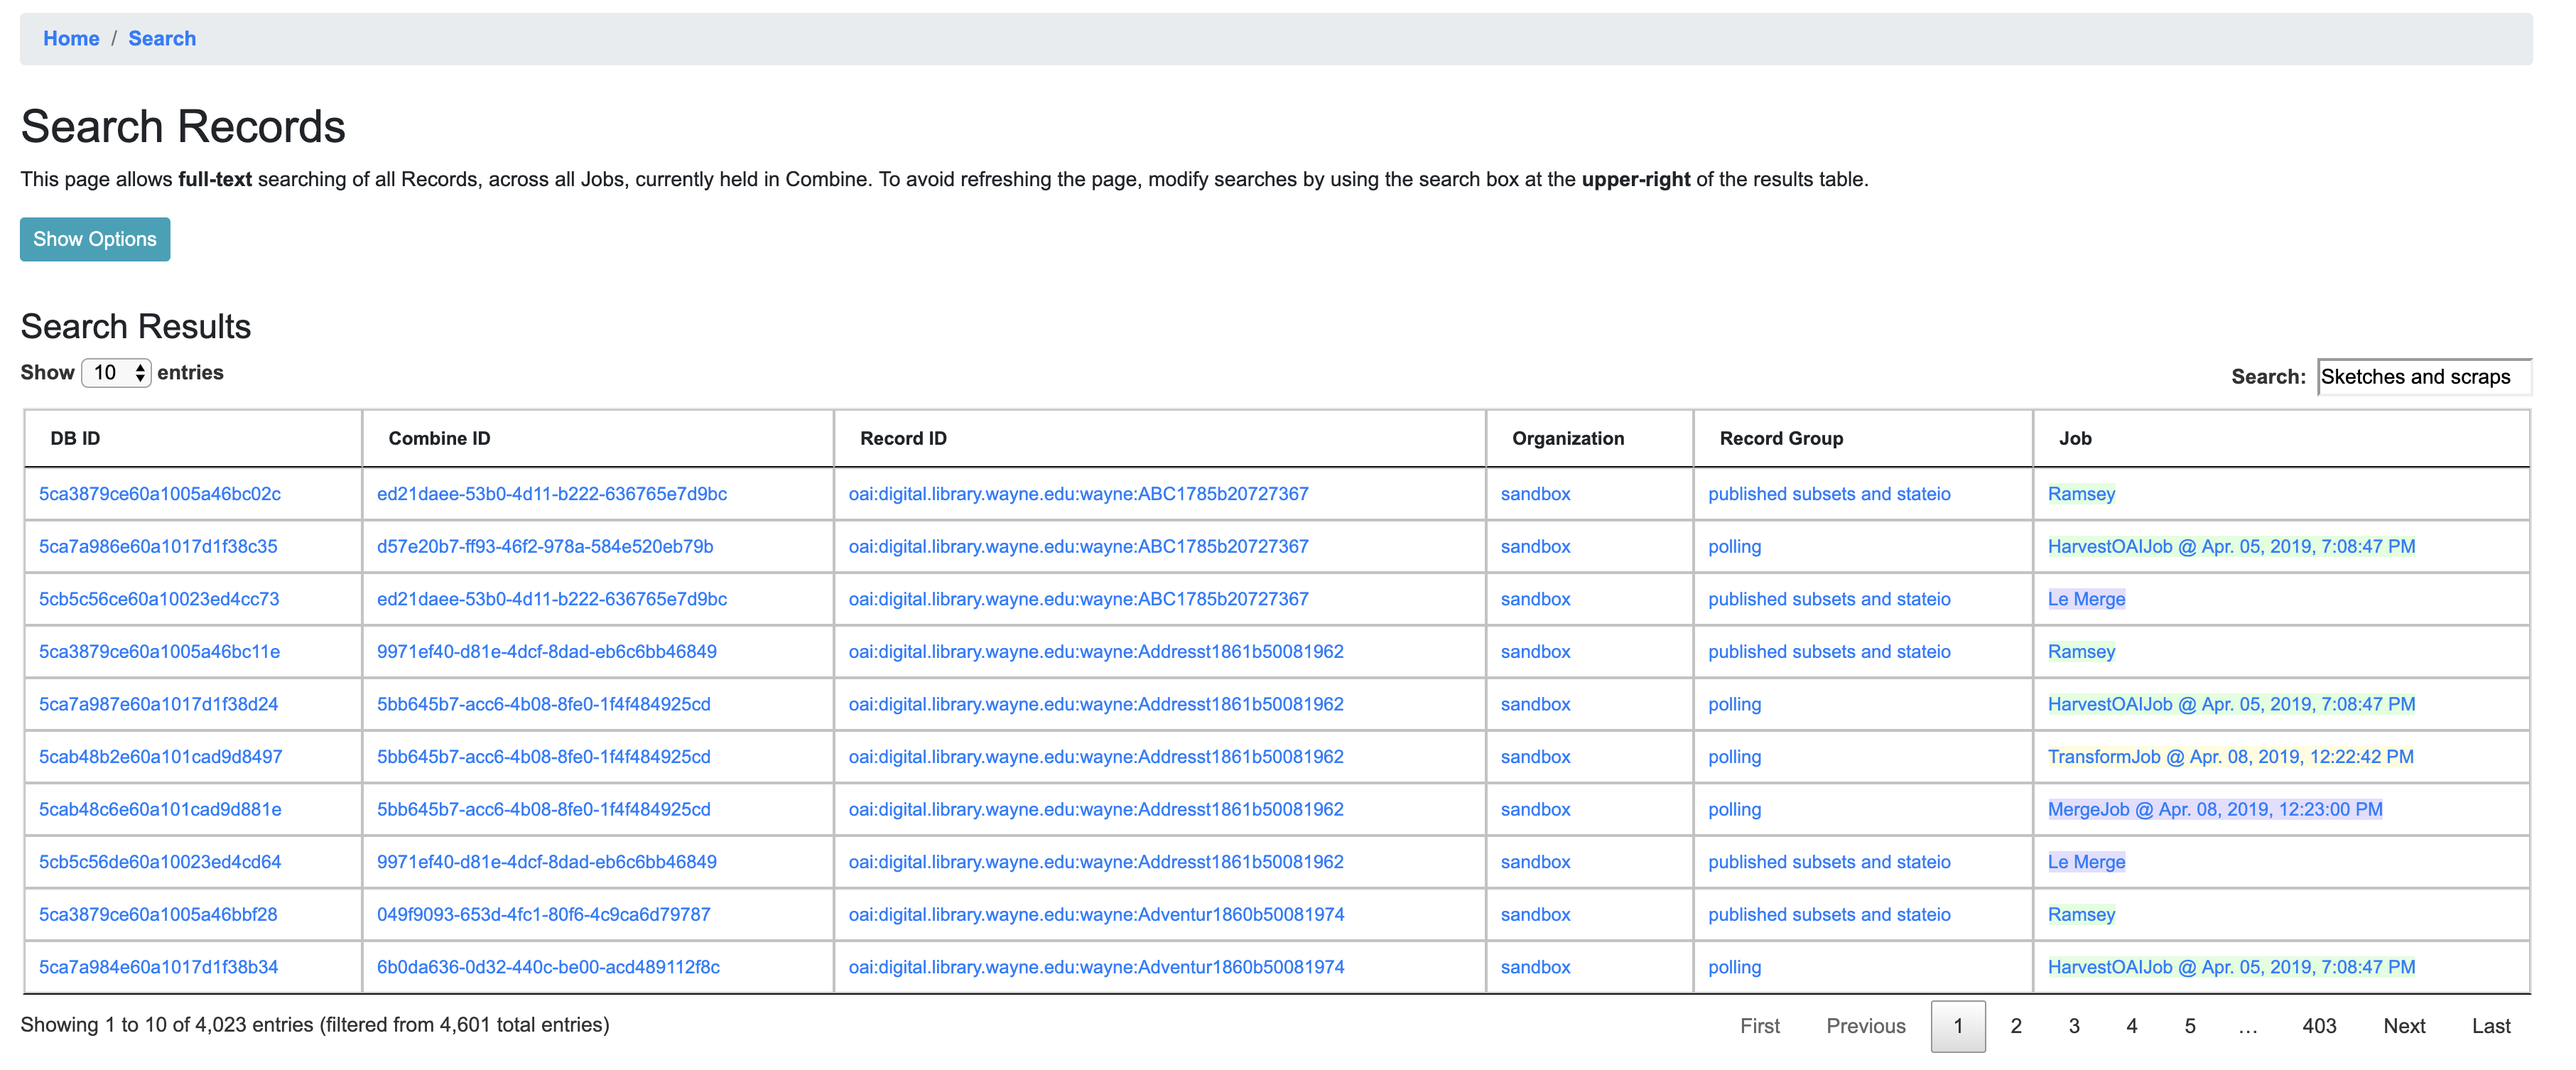 Home / Search
Search Records
This page allows full-text searching of all Records, across all Jobs, currently held in Combine. To avoid refreshing the page, modify searches by using the search box at the upper-right of the results table.
Show Options
Search Results
Show 10 entries
Search: Sketches and scraps
DB ID Combine ID Record ID Organization Record Group Job
5ca3879ce60a1005a46bc02c ed21daee-53b0-4d11-b222-636765e7d9bc oai:digital.library.wayne.edu:wayne:ABC1785b20727367 sandbox published subsets and stateio Ramsey
5ca7a986e60a1017d1f38c35 d57e20b7-ff93-46f2-978a-584e520eb79b oai:digital.library.wayne.edu:wayne:ABC1785b20727367 sandbox polling HarvestOAIJob @ Apr. 05, 2019, 7:08:47 PM
5cb5c56ce60a10023ed4cc73 ed21daee-53b0-4d11-b222-636765e7d9bc oai:digital.library.wayne.edu:wayne:ABC1785b20727367 sandbox published subsets and stateio Le Merge
5ca3879ce60a1005a46bc11e 9971ef40-d81e-4dcf-8dad-eb6c6bb46849 oai:digital.library.wayne.edu:wayne:Addresst1861b50081962 sandbox published subsets and stateio Ramsey
5ca7a987e60a1017d1f38d24 5bb645b7-acc6-4b08-8fe0-1f4f484925cd oai:digital.library.wayne.edu:wayne:Addresst1861b50081962 sandbox polling HarvestOAIJob @ Apr. 05, 2019, 7:08:47 PM
5cab48b2e60a101cad9d8497 5bb645b7-acc6-4b08-8fe0-1f4f484925cd oai:digital.library.wayne.edu:wayne:Addresst1861b50081962 sandbox polling TransformJob @ Apr. 08, 2019, 12:22:42 PM
5cab48c6e60a101cad9d881e 5bb645b7-acc6-4b08-8fe0-1f4f484925cd oai:digital.library.wayne.edu:wayne:Addresst1861b50081962 sandbox polling MergeJob @ Apr. 08, 2019, 12:23:00 PM
5cb5c56de60a10023ed4cd64 9971ef40-d81e-4dcf-8dad-eb6c6bb46849 oai:digital.library.wayne.edu:wayne:Addresst1861b50081962 sandbox published subsets and stateio Le Merge
5ca3879ce60a1005a46bbf28 049f9093-653d-4fc1-80f6-4c9ca6d79787 oai:digital.library.wayne.edu:wayne:Adventur1860b50081974 sandbox published subsets and stateio Ramsey
5ca7a984e60a1017d1f38b34 6b0da636-0d32-440c-be00-acd489112f8c oai:digital.library.wayne.edu:wayne:Adventur1860b50081974 sandbox polling HarvestOAIJob @ Apr. 05, 2019, 7:08:47 PM
Showing 1 to 10 of 4,023 entries (filtered from 4,601 total entries)
First Previous 1 2 3 4 5 … 403 Next Last